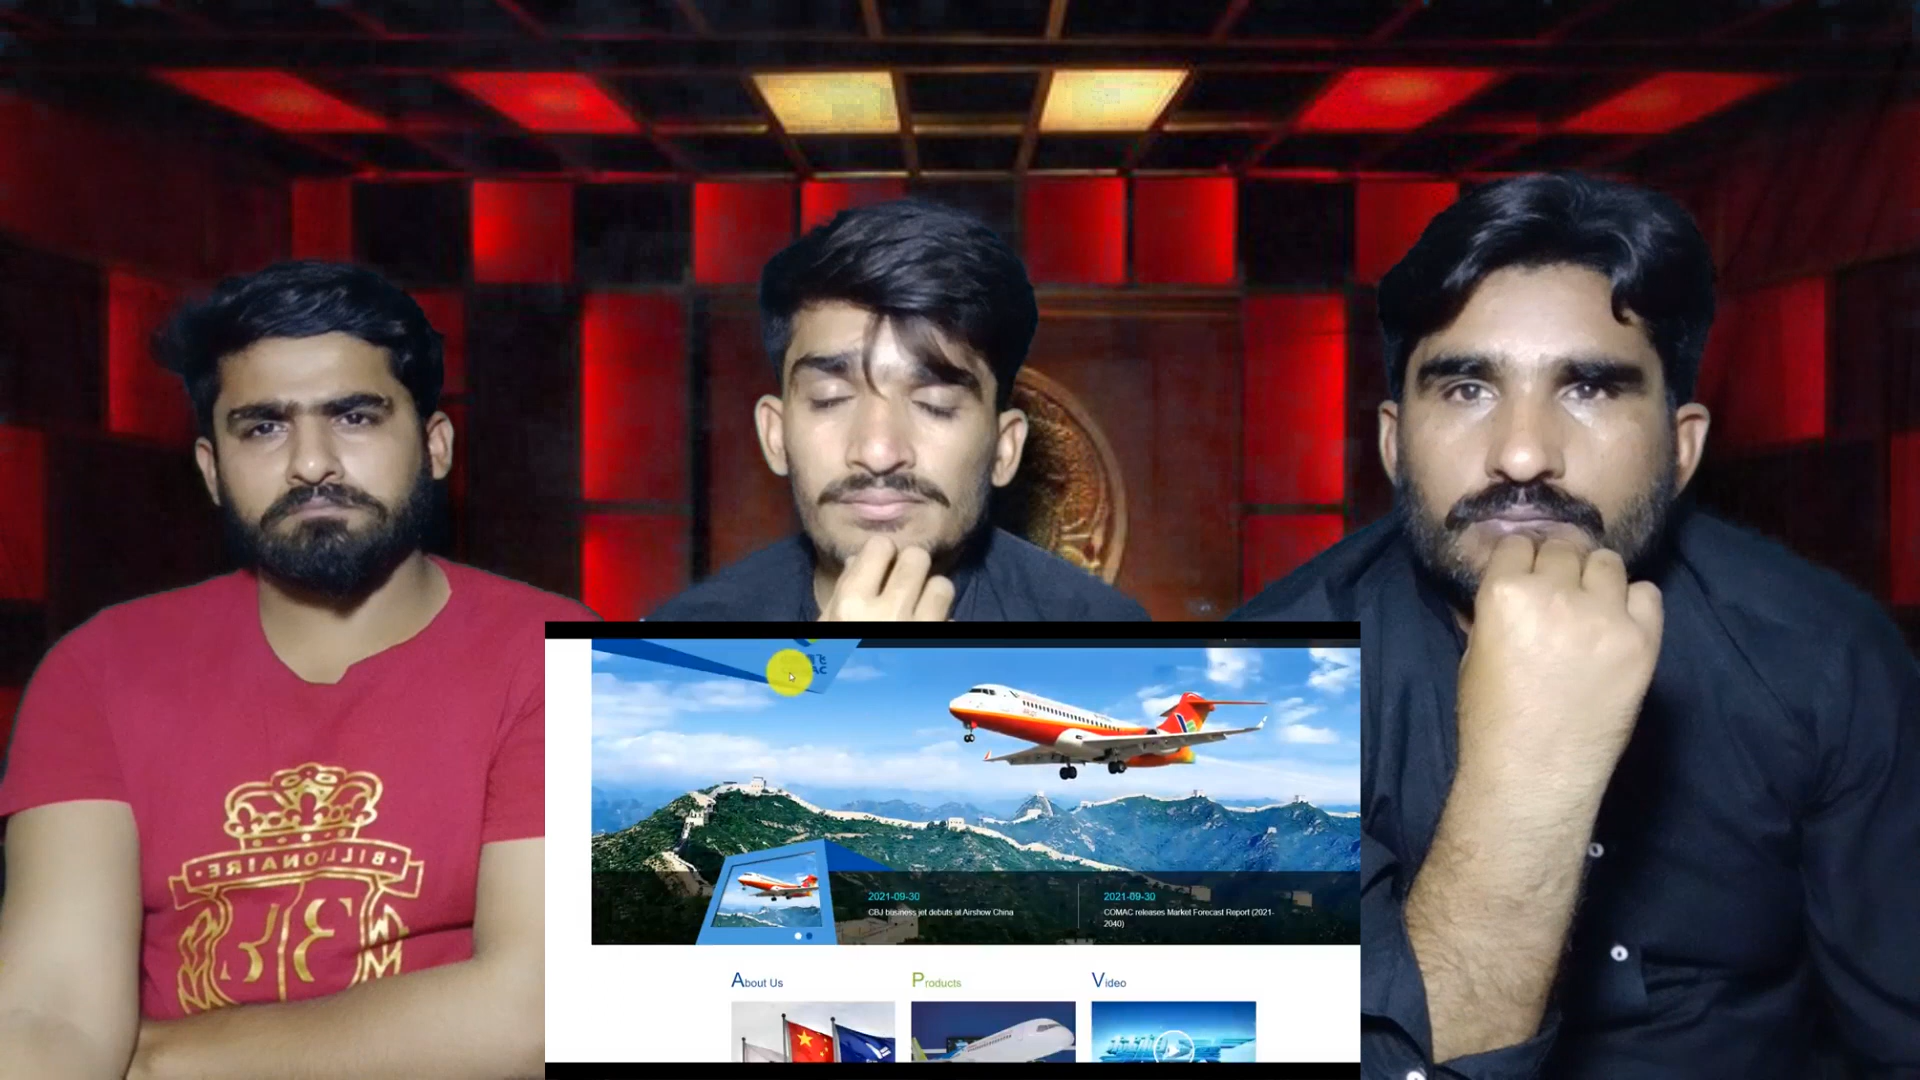 BILLIONAIRE
2021-09-30
CBJ business jet debuts at Airshow China
2021-09-30
COMAC releases Market Forecast Report (2021-
2040)
About Us
Products
Video